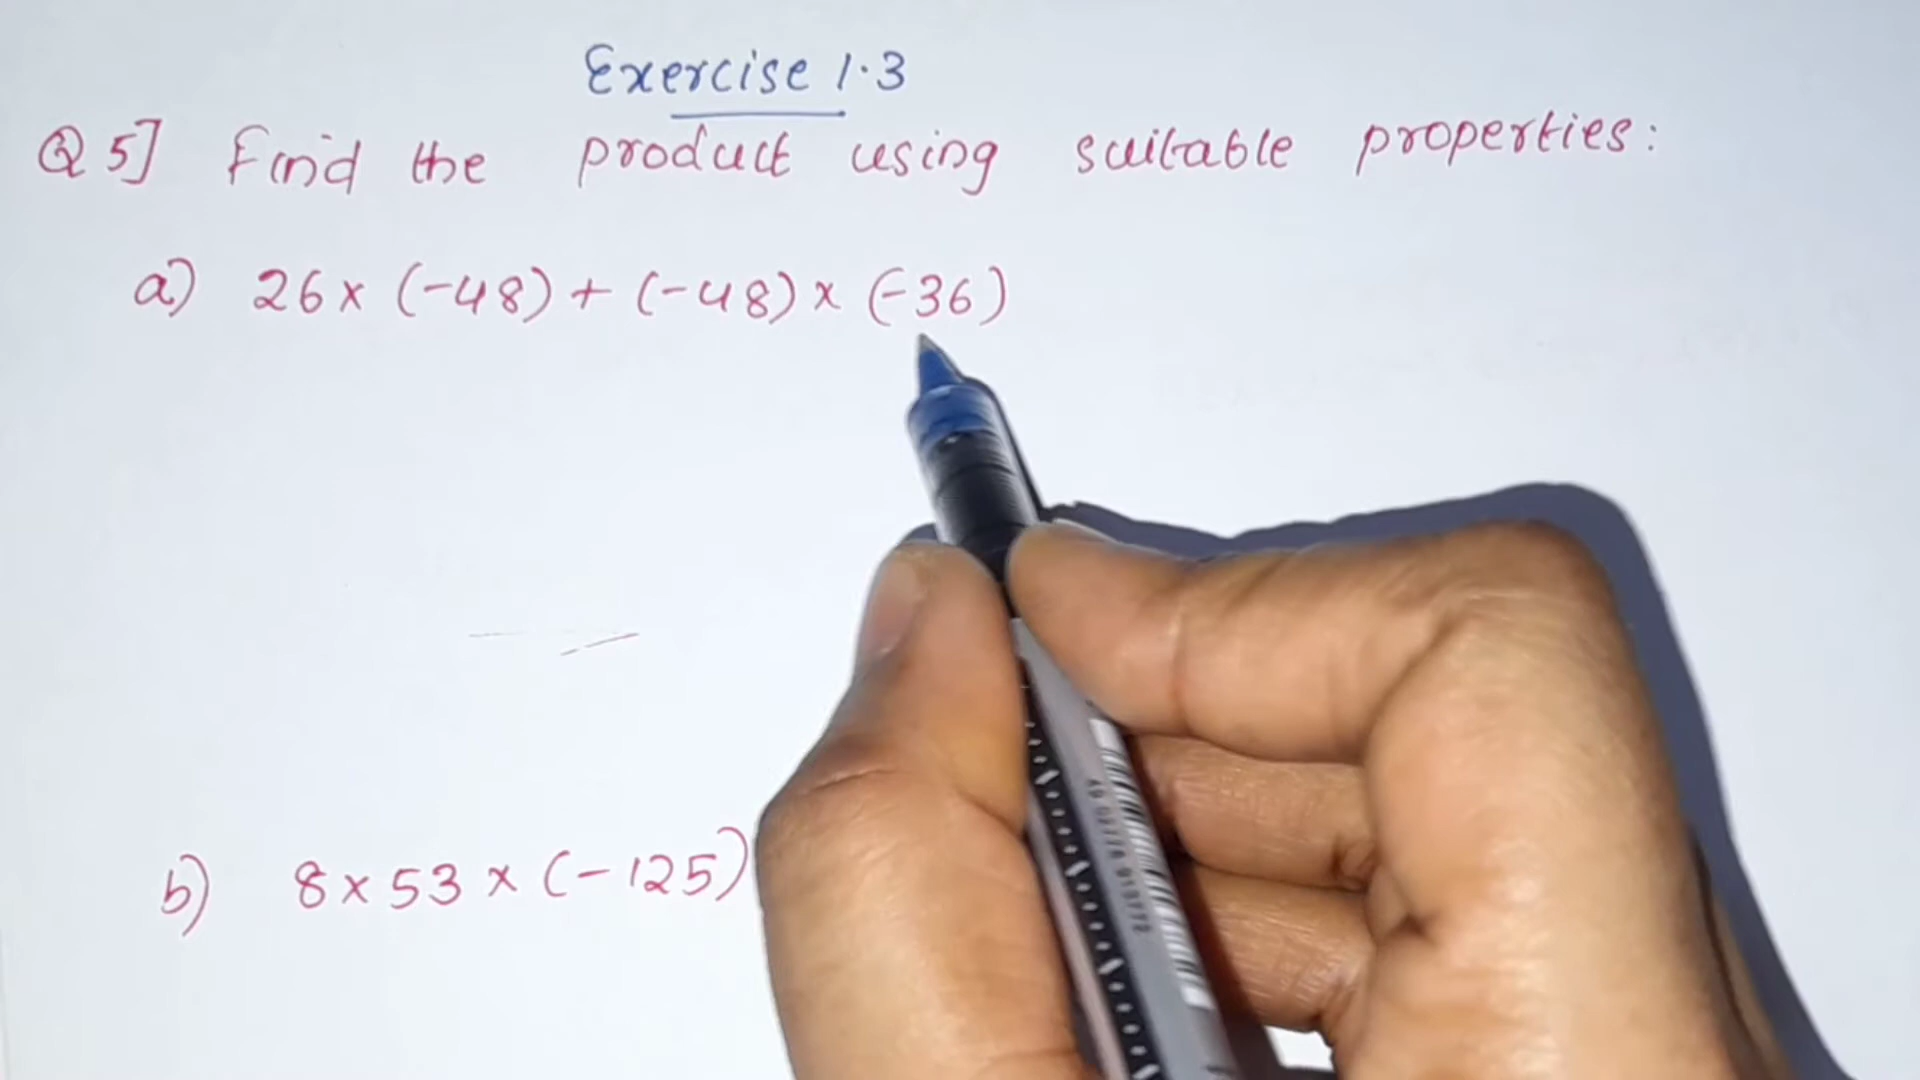 Exercise 1.3
Q 5] Find the product using suitable properties:
a) 26 x (-48) + (-48) x (-36)
b) 8 x 53 x (-125)